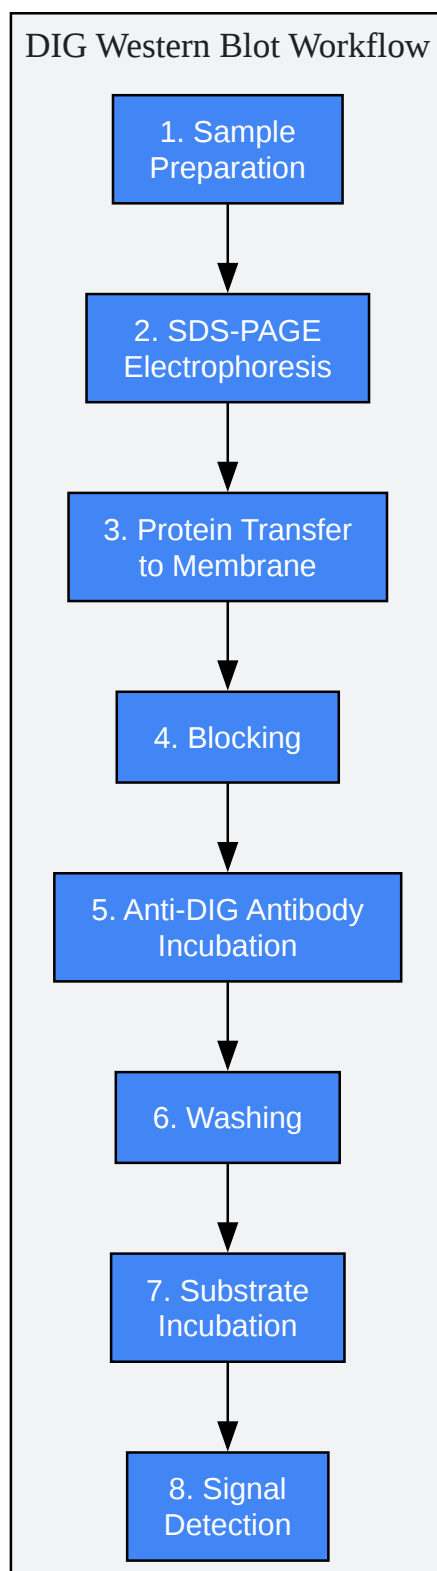 DIG Western Blot Workflow
1. Sample
Preparation
2. SDS-PAGE
Electrophoresis
3. Protein Transfer
to Membrane
4. Blocking
5. Anti-DIG Antibody
Incubation
6. Washing
7. Substrate
Incubation
8. Signal
Detection